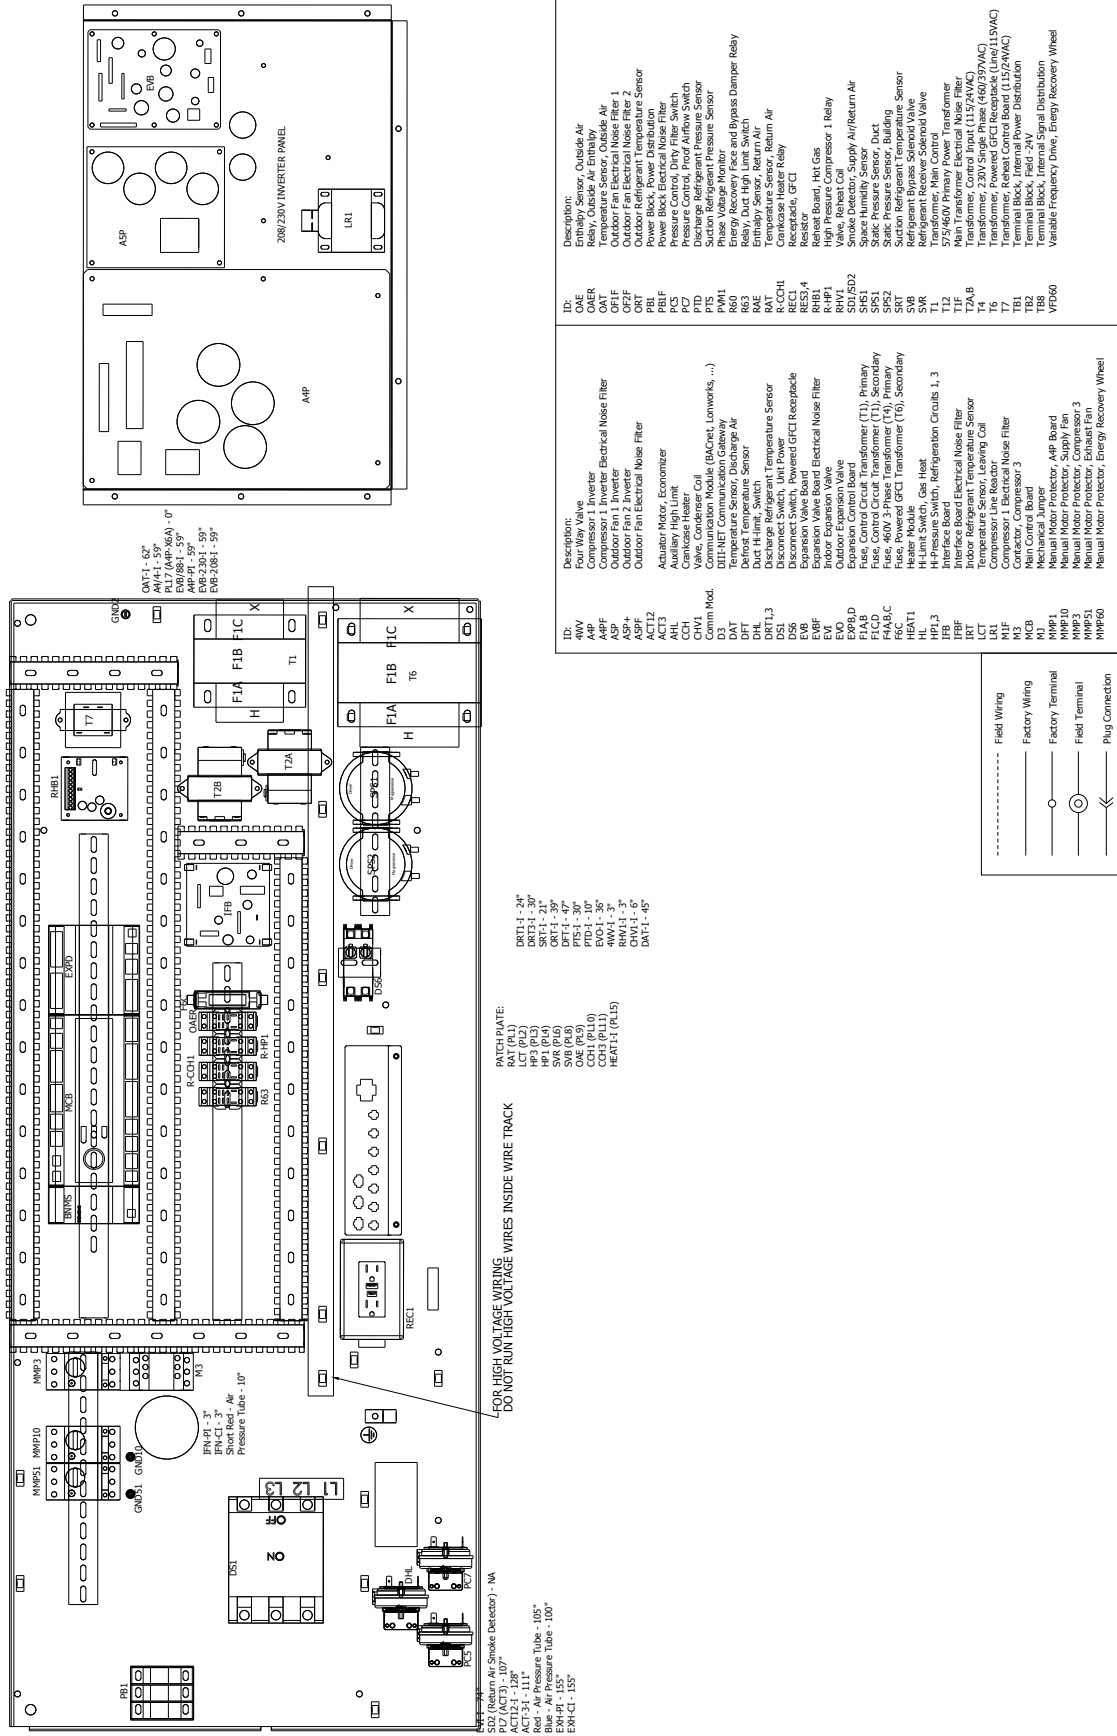 EVB
A5P
208/230V INVERTER PANEL
LR1
A4P
OAT-I - 62"
A4/4-I - 59"
PL17 (A4P-X6A) - 0"
EVB/88-I - 59"
A4P-PI - 59"
EVB-230-I - 59"
EVB-208-I - 59"
GND2
T7
RHB1
F1A F1B F1C
H T1 X
F1A F1B F1C
H T6 X
T2B
T2A
SPS1
SPS2
IFB
EXPD
MCB
BNMS
F6C
OAER
R-HP1
R-CCH1
R63
DS6
REC1
MMP3
M3
MMP10
MMP51
GND10
GND51
IFN-PI - 3"
IFN-CI - 3"
Short Red - Air
Pressure Tube - 10"
L1 L2 L3
DS1
OFF
ON
DHL
PC7
PC5
PB1
SD2 (Return Air Smoke Detector) - NA
PL7 (ACT3) - 107"
ACT12-I - 128"
ACT-3-I - 111"
Red - Air Pressure Tube - 105"
Blue - Air Pressure Tube - 100"
EXH-PI - 155"
EXH-CI - 155"
FOR HIGH VOLTAGE WIRING
DO NOT RUN HIGH VOLTAGE WIRES INSIDE WIRE TRACK
PATCH PLATE:
RAT (PL1)
LCT (PL2)
HP3 (PL3)
HP1 (PL4)
SVR (PL6)
SVB (PL8)
OAE (PL9)
CCH1 (PL10)
CCH3 (PL11)
HEAT1-I (PL15)
DRT1-I - 24"
DRT3-I - 30"
SRT-I - 21"
ORT-I - 39"
DFT-I - 47"
PTS-I - 30"
PTD-I - 10"
EVO-I - 36"
4WV-I - 3"
RHV1-I - 3"
CHV1-I - 6"
DAT-I - 45"
ID: Description:
4WV Four Way Valve
A4P Compressor 1 Inverter
A4PF Compressor 1 Inverter Electrical Noise Filter
A5P Outdoor Fan 1 Inverter
A5P+ Outdoor Fan 2 Inverter
A5PF Outdoor Fan Electrical Noise Filter
ACT12
ACT3 Actuator Motor, Economizer
AHL Auxiliary High Limit
CCH Crankcase Heater
CHV1 Valve, Condenser Coil
Comm Mod. Communication Module (BACnet, Lonworks, ...)
D3 DIII-NET Communication Gateway
DAT Temperature Sensor, Discharge Air
DFT Defrost Temperature Sensor
DHL Duct Hi-limit, Switch
DRT1,3 Discharge Refrigerant Temperature Sensor
DS1 Disconnect Switch, Unit Power
DS6 Disconnect Switch, Powered GFCI Receptacle
EVB Expansion Valve Board
EVBF Expansion Valve Board Electrical Noise Filter
EVI Indoor Expansion Valve
EVO Outdoor Expansion Valve
EXPB,D Expansion Control Board
F1A,B Fuse, Control Circuit Transformer (T1), Primary
F1C,D Fuse, Control Circuit Transformer (T1), Secondary
F4A,B,C Fuse, 460V 3-Phase Transformer (T4), Primary
F6C Fuse, Powered GFCI Transformer (T6), Secondary
HEAT1 Heater Module
HL Hi-Limit Switch, Gas Heat
HP1,3 Hi-Pressure Switch, Refrigeration Circuits 1, 3
IFB Interface Board
IFBF Interface Board Electrical Noise Filter
IRT Indoor Refrigerant Temperature Sensor
LCT Temperature Sensor, Leaving Coil
LR1 Compressor Line Reactor
M1F Compressor 1 Electrical Noise Filter
M3 Contactor, Compressor 3
MCB Main Control Board
MJ Mechanical Jumper
MMP1 Manual Motor Protector, A4P Board
MMP10 Manual Motor Protector, Supply Fan
MMP3 Manual Motor Protector, Compressor 3
MMP51 Manual Motor Protector, Exhaust Fan
MMP60 Manual Motor Protector, Energy Recovery Wheel
ID: Description:
OAE Enthalpy Sensor, Outside Air
OAER Relay, Outside Air Enthalpy
OAT Temperature Sensor, Outside Air
OF1F Outdoor Fan Electrical Noise Filter 1
OF2F Outdoor Fan Electrical Noise Filter 2
ORT Outdoor Refrigerant Temperature Sensor
PB1 Power Block, Power Distribution
PB1F Power Block Electrical Noise Filter
PC5 Pressure Control, Dirty Filter Switch
PC7 Pressure Control, Proof Airflow Switch
PTD Discharge Refrigerant Pressure Sensor
PTS Suction Refrigerant Pressure Sensor
PVM1 Phase Voltage Monitor
R60 Energy Recovery Face and Bypass Damper Relay
R63 Relay, Duct High Limit Switch
RAE Enthalpy Sensor, Return Air
RAT Temperature Sensor, Return Air
R-CCH1 Crankcase Heater Relay
REC1 Receptacle, GFCI
RES3,4 Resistor
RHB1 Reheat Board, Hot Gas
R-HP1 High Pressure Compressor 1 Relay
RHV1 Valve, Reheat Coil
SD1/SD2 Smoke Detector, Supply Air/Return Air
SHS1 Space Humidity Sensor
SPS1 Static Pressure Sensor, Duct
SPS2 Static Pressure Sensor, Building
SRT Suction Refrigerant Temperature Sensor
SVB Refrigerant Bypass Solenoid Valve
SVR Refrigerant Receiver Solenoid Valve
T1 Transformer, Main Control
T12 575/460V Primary Power Transformer
T1F Main Transformer Electrical Noise Filter
T2A,B Transformer, Control Input (115/24VAC)
T4 Transformer, 230V Single Phase (460/397VAC)
T6 Transformer, Powered GFCI Receptacle (Line/115VAC)
T7 Transformer, Reheat Control Board (115/24VAC)
TB1 Terminal Block, Internal Power Distribution
TB2 Terminal Block, Field - 24V
TB8 Terminal Block, Internal Signal Distribution
VFD60 Variable Frequency Drive, Energy Recovery Wheel
Field Wiring
Factory Wiring
Factory Terminal
Field Terminal
Plug Connection